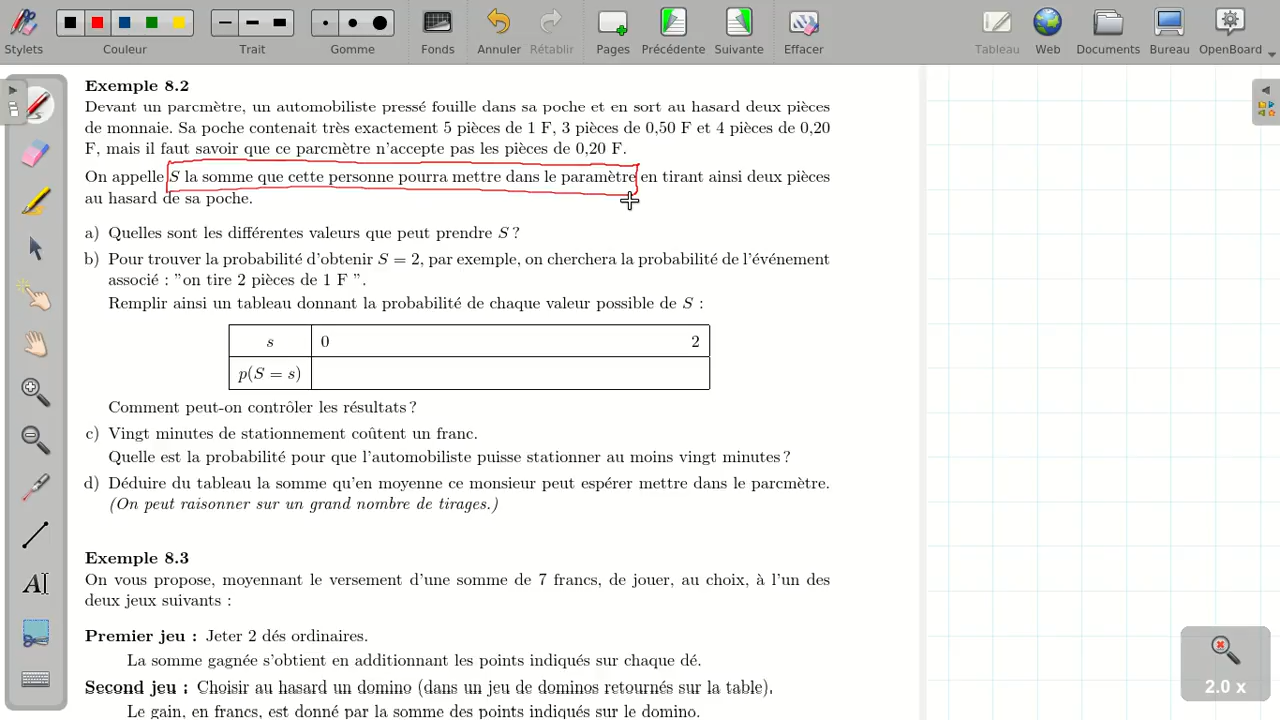 Stylets Couleur Trait Gomme Fonds Annuler Rétablir Pages Précédente Suivante Effacer Tableau Web Documents Bureau OpenBoard
Exemple 8.2
Devant un parcmètre, un automobiliste pressé fouille dans sa poche et en sort au hasard deux pièces
de monnaie. Sa poche contenait très exactement 5 pièces de 1 F, 3 pièces de 0,50 F et 4 pièces de 0,20
F, mais il faut savoir que ce parcmètre n'accepte pas les pièces de 0,20 F.
On appelle S la somme que cette personne pourra mettre dans le paramètre en tirant ainsi deux pièces
au hasard de sa poche.
a) Quelles sont les différentes valeurs que peut prendre S ?
b) Pour trouver la probabilité d'obtenir S = 2, par exemple, on cherchera la probabilité de l'événement
associé : "on tire 2 pièces de 1 F ".
Remplir ainsi un tableau donnant la probabilité de chaque valeur possible de S :
s 0 2
p(S = s)
Comment peut-on contrôler les résultats ?
c) Vingt minutes de stationnement coûtent un franc.
Quelle est la probabilité pour que l'automobiliste puisse stationner au moins vingt minutes ?
d) Déduire du tableau la somme qu'en moyenne ce monsieur peut espérer mettre dans le parcmètre.
(On peut raisonner sur un grand nombre de tirages.)
Exemple 8.3
On vous propose, moyennant le versement d'une somme de 7 francs, de jouer, au choix, à l'un des
deux jeux suivants :
Premier jeu : Jeter 2 dés ordinaires.
La somme gagnée s'obtient en additionnant les points indiqués sur chaque dé.
Second jeu : Choisir au hasard un domino (dans un jeu de dominos retournés sur la table).
Le gain, en francs, est donné par la somme des points indiqués sur le domino.
2.0 x